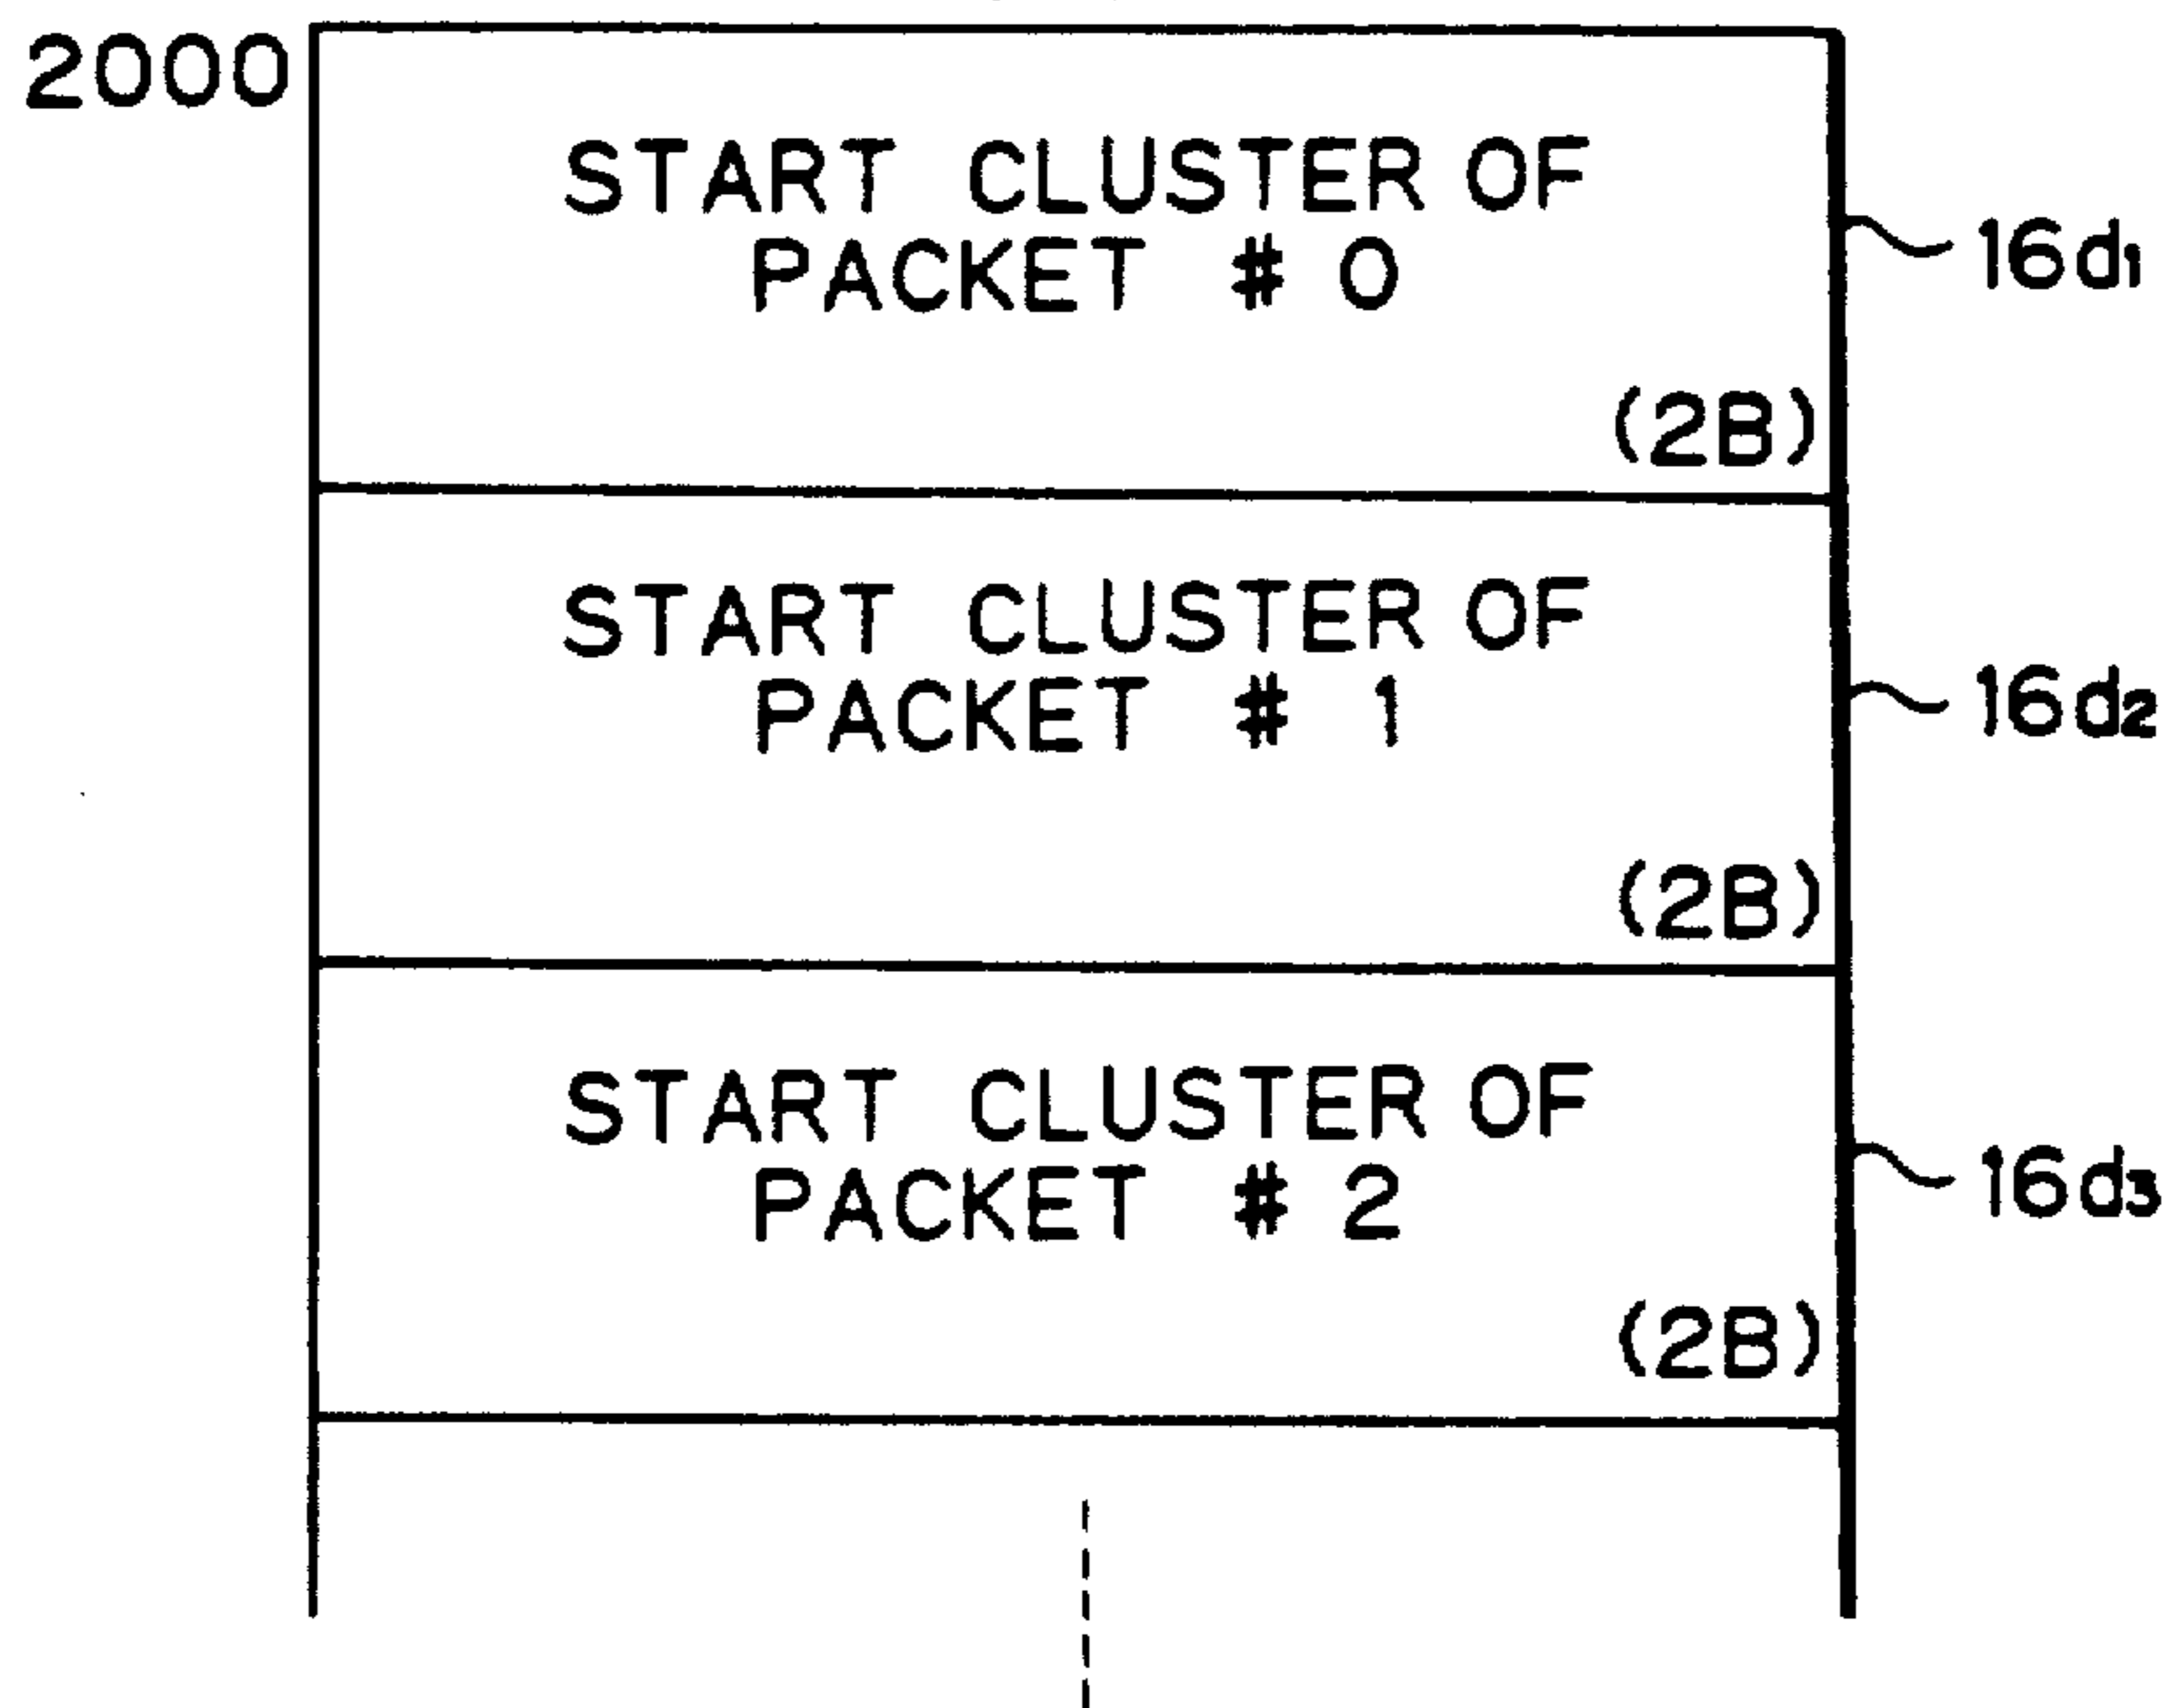 2000
START CLUSTER OF
PACKET # 0
16d1
(2B)
START CLUSTER OF
PACKET # 1
16d2
(2B)
START CLUSTER OF
PACKET # 2
16d3
(2B)